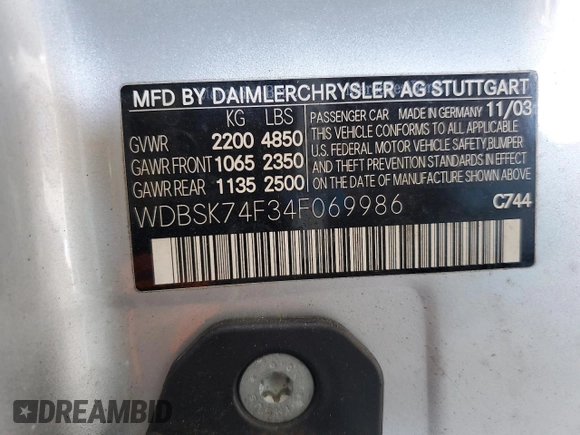 MFD BY DAIMLERCHRYSLER AG STUTTGART
KG LBS
GVWR 2200 4850
GAWR FRONT 1065 2350
GAWR REAR 1135 2500
PASSENGER CAR MADE IN GERMANY 11/03
THIS VEHICLE CONFORMS TO ALL APPLICABLE
U.S. FEDERAL MOTOR VEHICLE SAFETY, BUMPER,
AND THEFT PREVENTION STANDARDS IN EFFECT
ON THE DATE OF MANUFACTURE SHOWN ABOVE
WDBSK74F34F069986
C744
DREAMBID